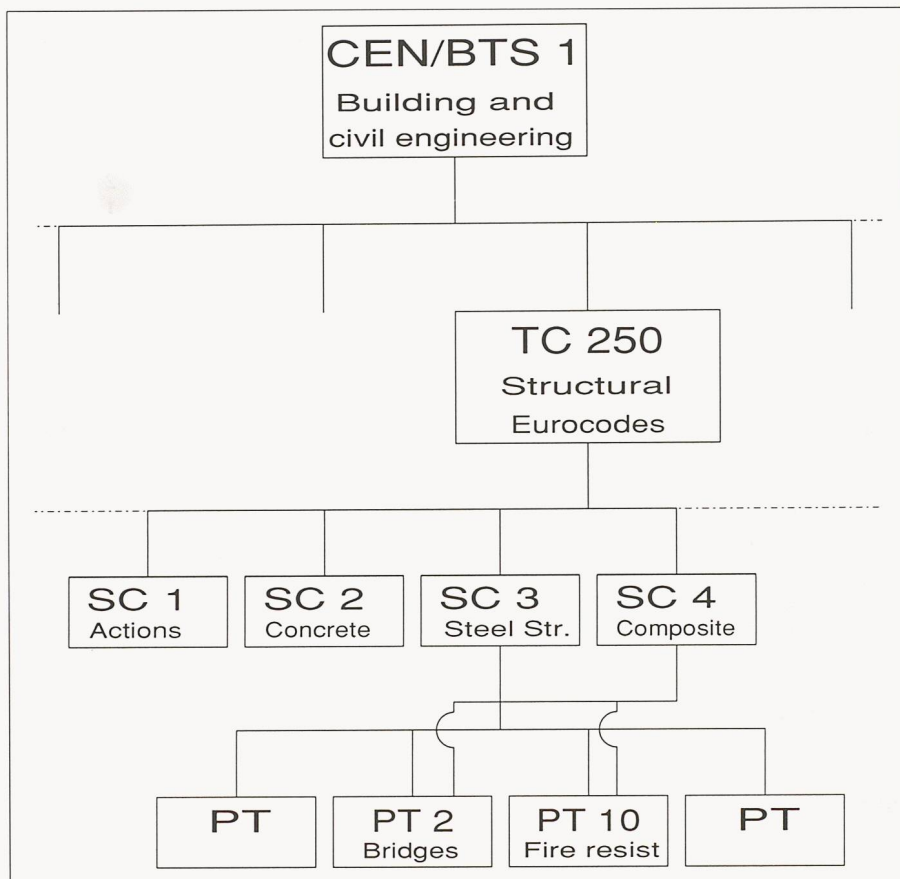 CEN/BTS 1
Building and
civil engineering
TC 250
Structural
Eurocodes
SC 1
Actions
SC 2
Concrete
SC 3
Steel Str.
SC 4
Composite
PT
PT 2
Bridges
PT 10
Fire resist
PT